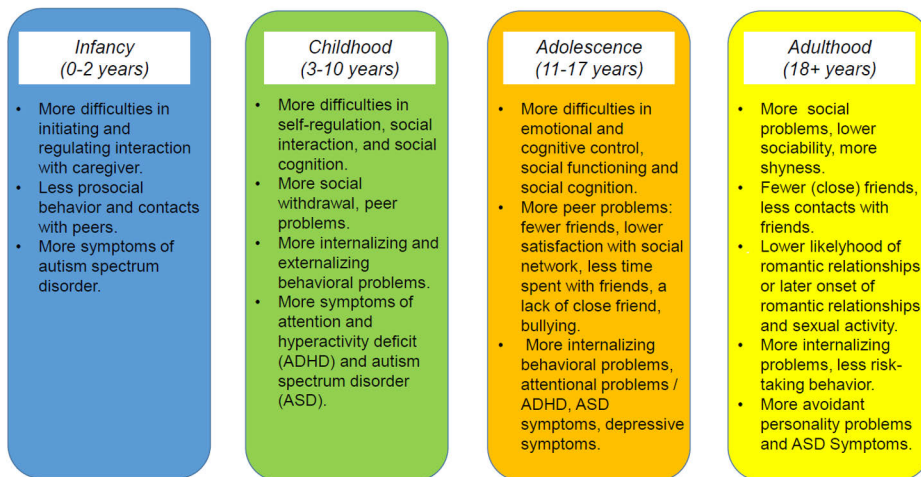 Infancy
(0-2 years)
• More difficulties in
initiating and
regulating interaction
with caregiver.
• Less prosocial
behavior and contacts
with peers.
• More symptoms of
autism spectrum
disorder.
Childhood
(3-10 years)
• More difficulties in
self-regulation, social
interaction, and social
cognition.
• More social
withdrawal, peer
problems.
• More internalizing and
externalizing
behavioral problems.
• More symptoms of
attention and
hyperactivity deficit
(ADHD) and autism
spectrum disorder
(ASD).
Adolescence
(11-17 years)
• More difficulties in
emotional and
cognitive control,
social functioning and
social cognition.
• More peer problems:
fewer friends, lower
satisfaction with social
network, less time
spent with friends, a
lack of close friend,
bullying.
• More internalizing
behavioral problems,
attentional problems /
ADHD, ASD
symptoms, depressive
symptoms.
Adulthood
(18+ years)
• More social
problems, lower
sociability, more
shyness.
• Fewer (close) friends,
less contacts with
friends.
• Lower likelyhood of
romantic relationships
or later onset of
romantic relationships
and sexual activity.
• More internalizing
problems, less risk-
taking behavior.
• More avoidant
personality problems
and ASD Symptoms.